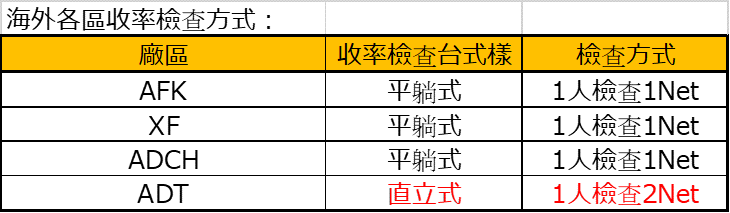 海外各區收率檢查方式：
廠區 收率檢查台式樣 檢查方式
AFK 平躺式 1人檢查1Net
XF 平躺式 1人檢查1Net
ADCH 平躺式 1人檢查1Net
ADT 直立式 1人檢查2Net